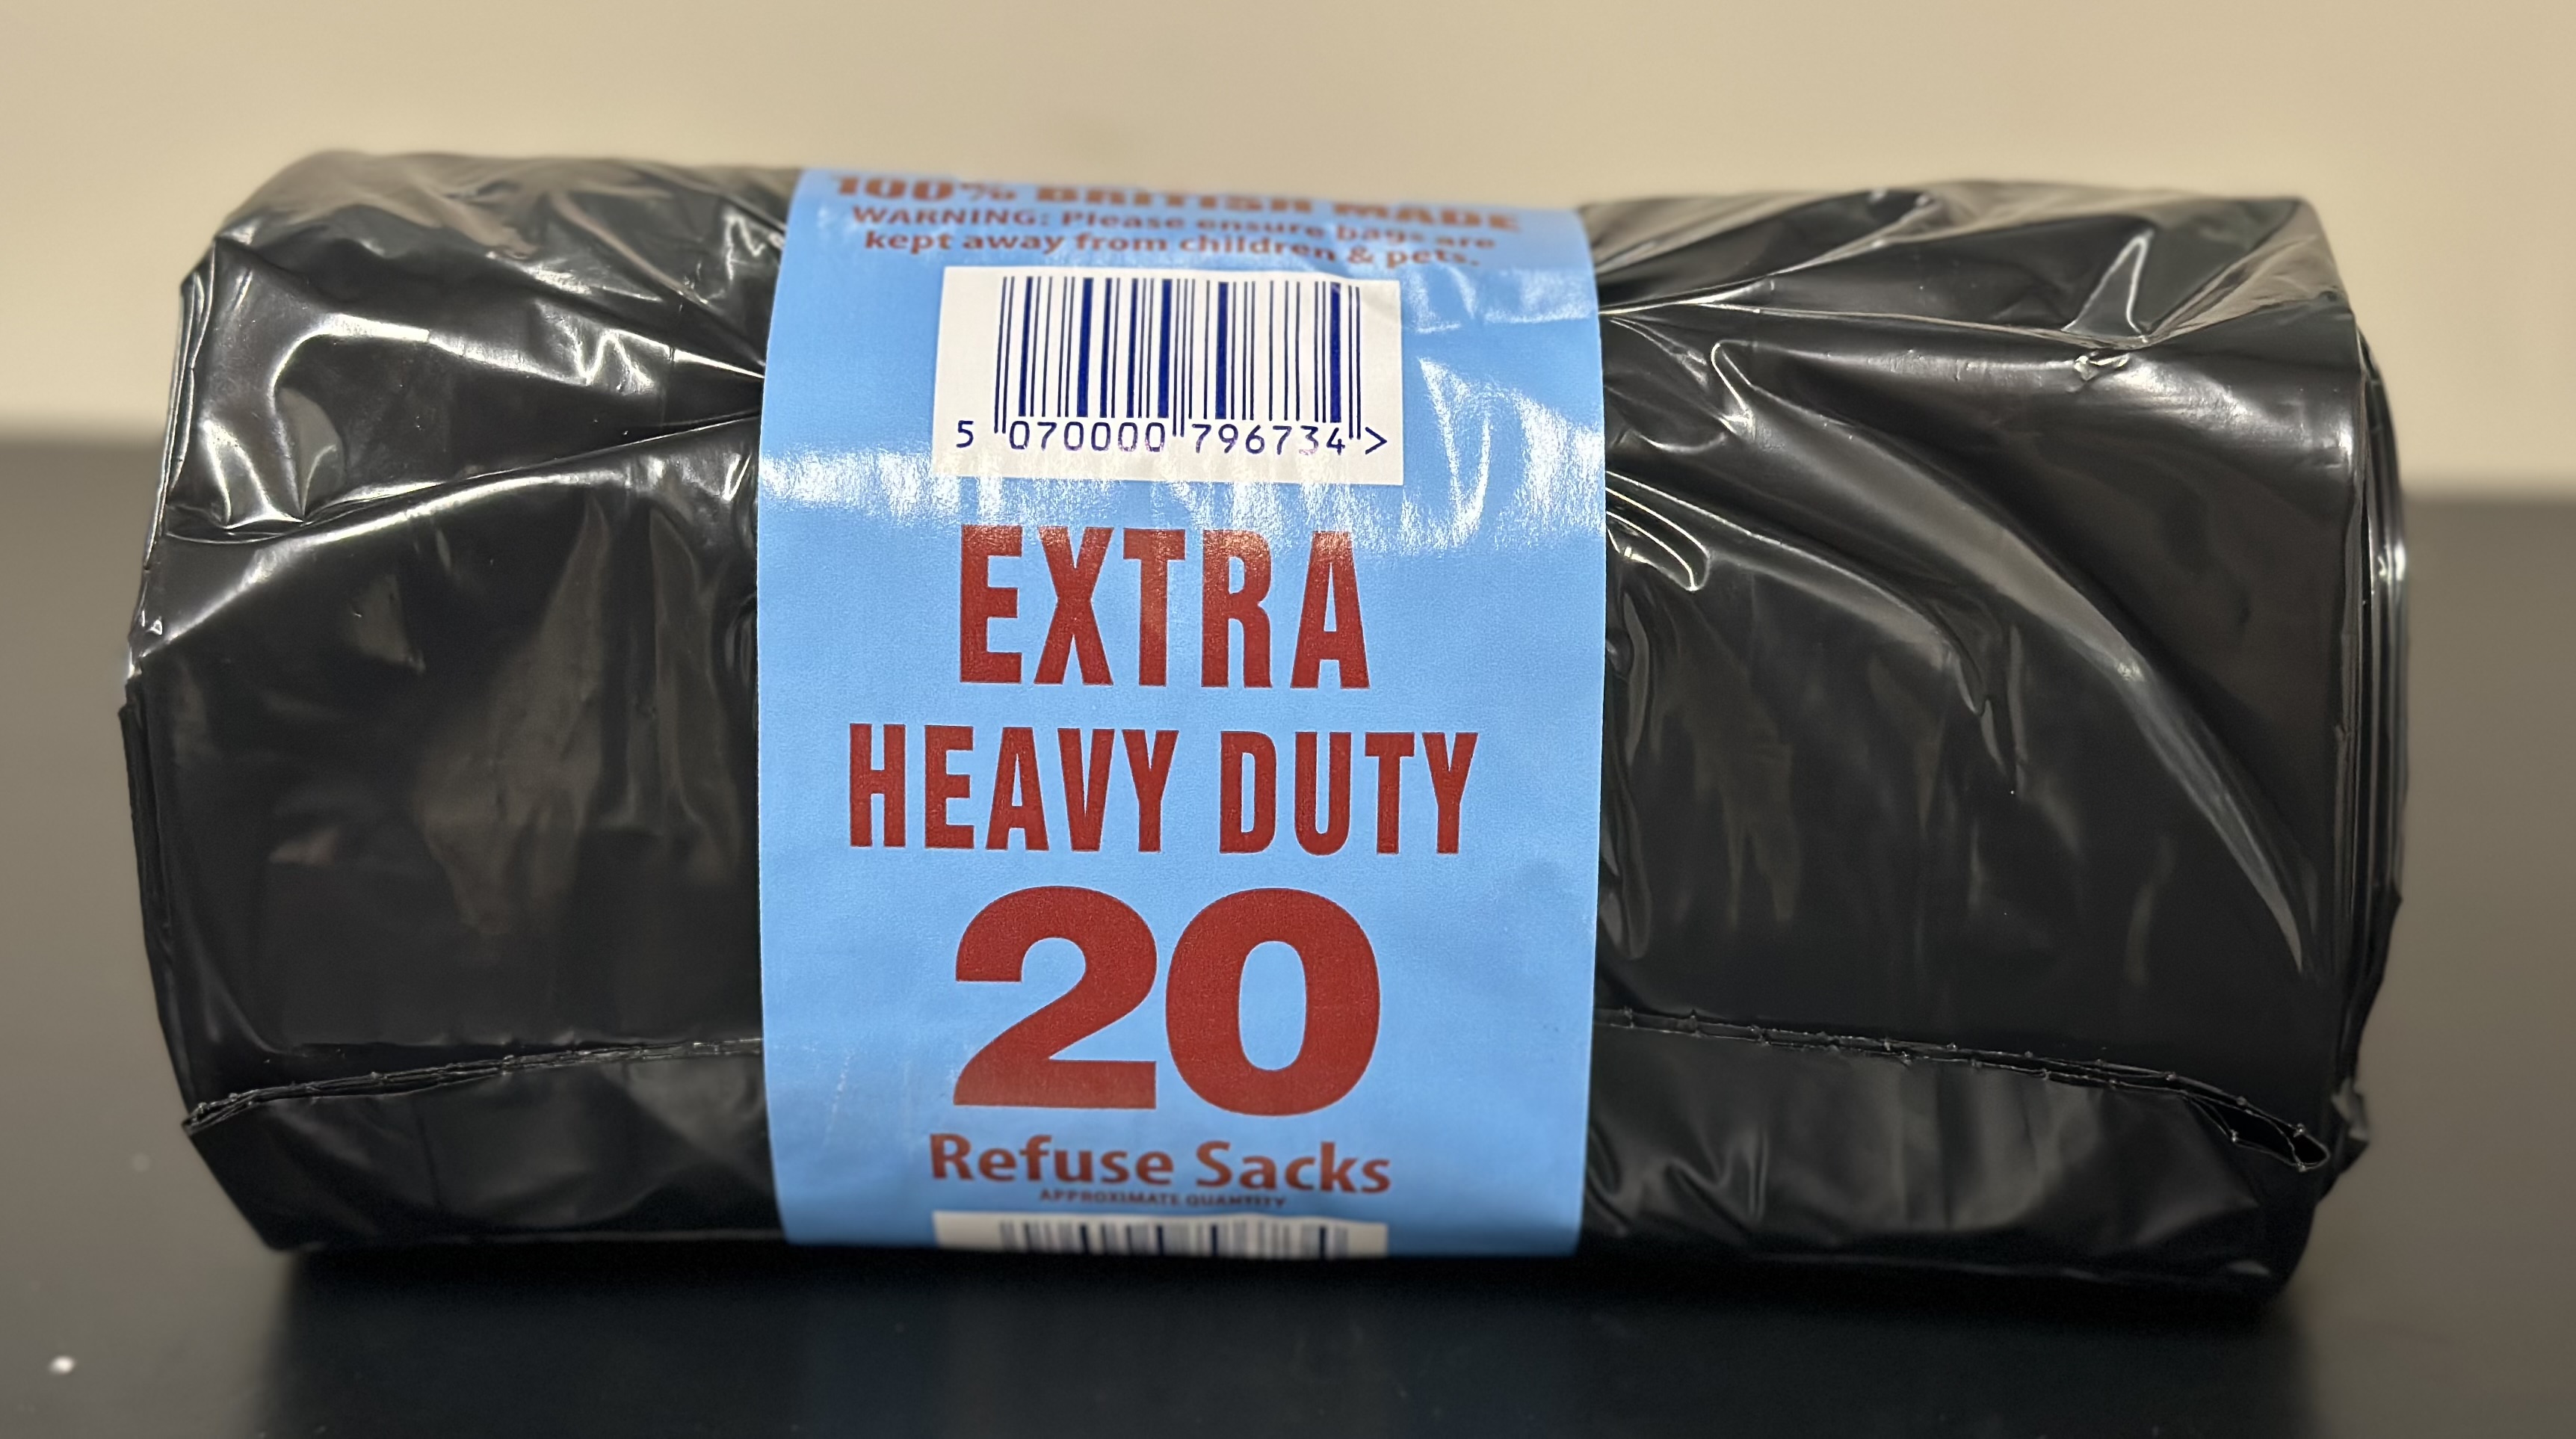 100% BRITISH MADE
WARNING: Please ensure bags are
kept away from children & pets.
5 070000 796734 >
EXTRA
HEAVY DUTY
20
Refuse Sacks
APPROXIMATE QUANTITY